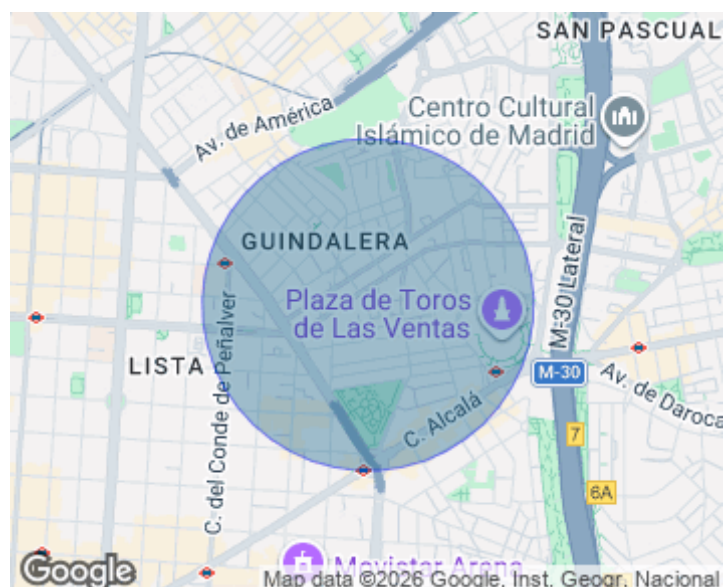 SAN PASCUAL
Av. de América
Centro Cultural
Islámico de Madrid
GUINDALERA
M-30 Lateral
Plaza de Toros
de Las Ventas
LISTA
C. del Conde de Peñalver
M-30
Av. de Daroca
C. Alcalá
7
6A
Movistar Arena
Google
Map data ©2026 Google, Inst. Geogr. Nacional